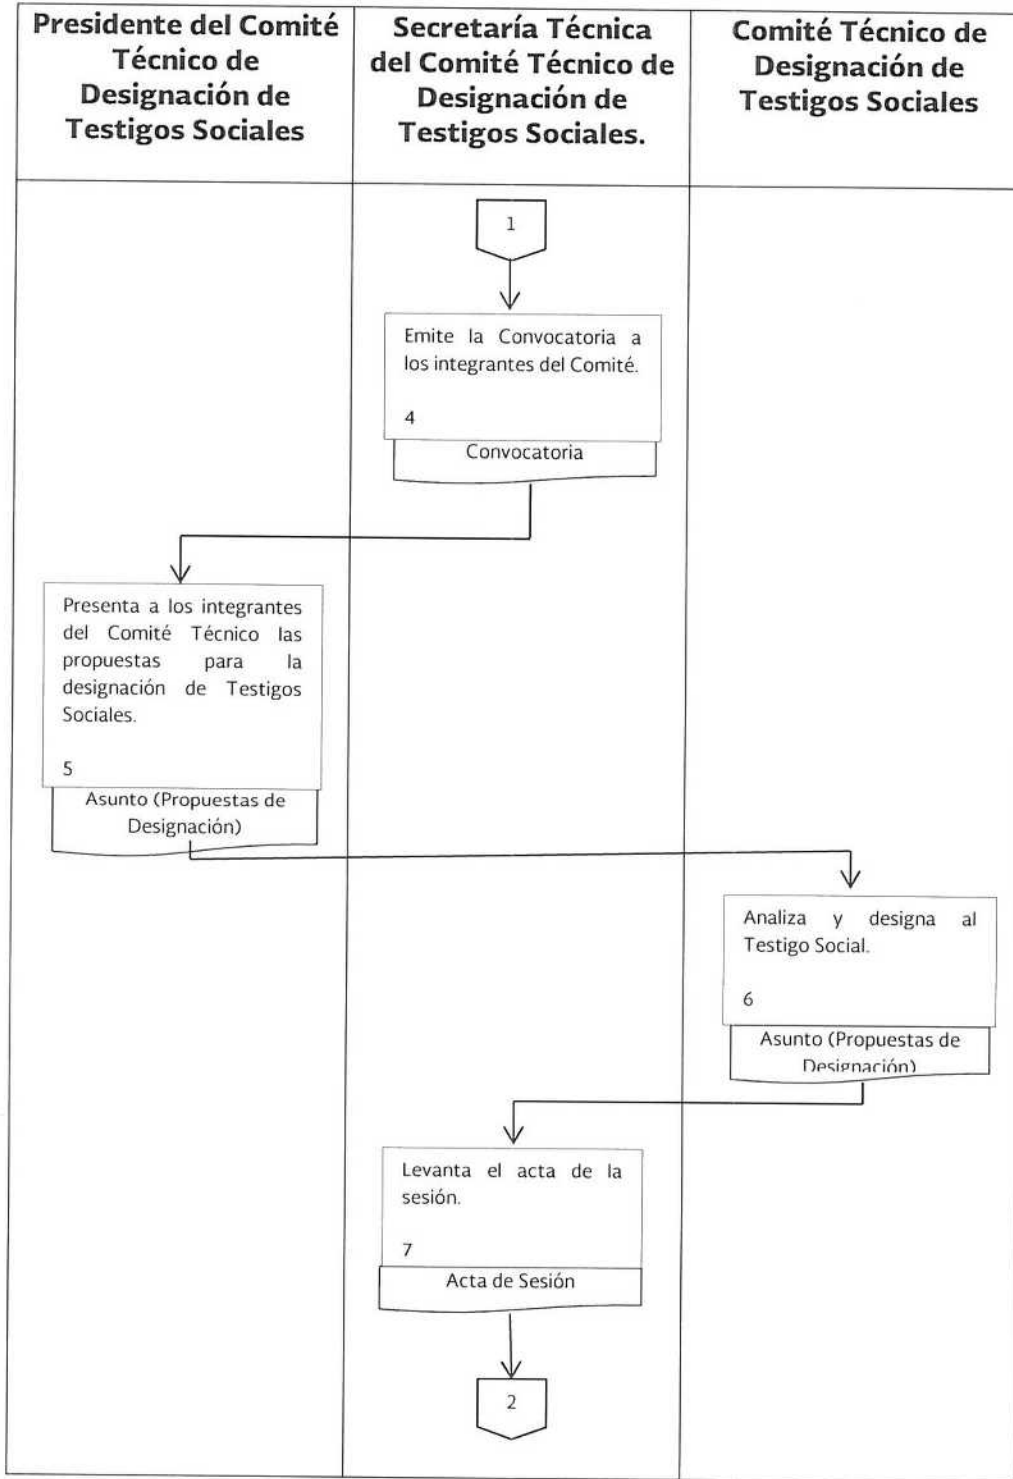 Presidente del Comité
Técnico de
Designación de
Testigos Sociales
Secretaría Técnica
del Comité Técnico de
Designación de
Testigos Sociales.
Comité Técnico de
Designación de
Testigos Sociales
1
Emite la Convocatoria a
los integrantes del Comité.
4
Convocatoria
Presenta a los integrantes
del Comité Técnico las
propuestas para la
designación de Testigos
Sociales.
5
Asunto (Propuestas de
Designación)
Analiza y designa al
Testigo Social.
6
Asunto (Propuestas de
Designación)
Levanta el acta de la
sesión.
7
Acta de Sesión
2